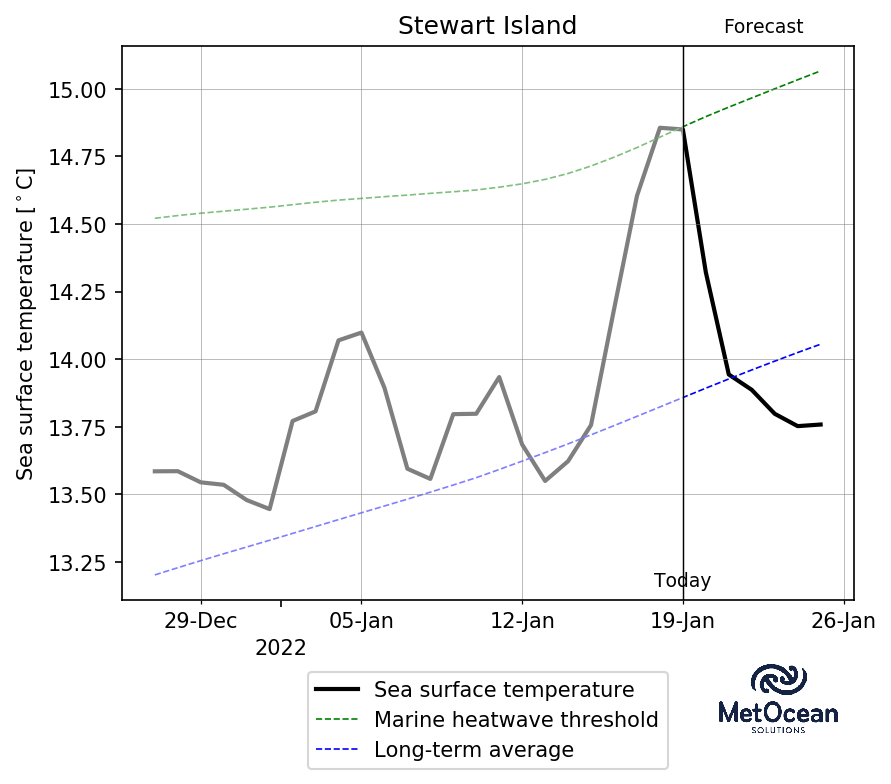 Stewart Island
Forecast
15.00
14.75
14.50
14.25
14.00
13.75
13.50
13.25
Sea surface temperature [°C]
Today
29-Dec
05-Jan
12-Jan
19-Jan
26-Jan
2022
Sea surface temperature
Marine heatwave threshold
Long-term average
MetOcean
SOLUTIONS